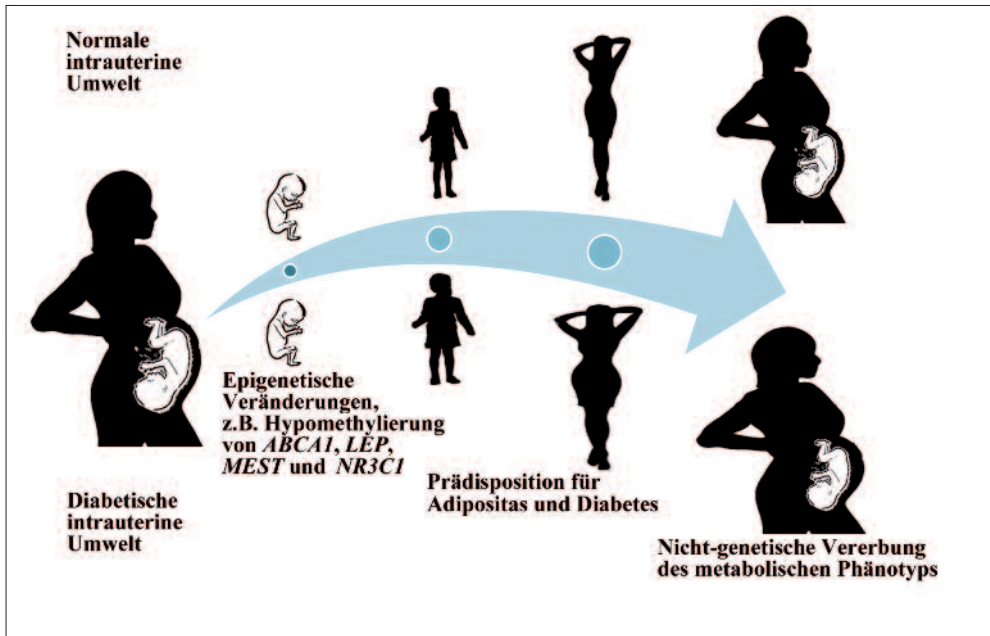 Normale
intrauterine
Umwelt
Epigenetische
Veränderungen,
z.B. Hypomethylierung
von ABCA1, LEP,
MEST und NR3C1
Diabetische
intrauterine
Umwelt
Prädisposition für
Adipositas und Diabetes
Nicht-genetische Vererbung
des metabolischen Phänotyps